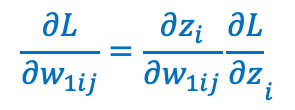 ∂L/∂w₁ᵢⱼ = ∂zᵢ/∂w₁ᵢⱼ ∂L/∂zᵢ